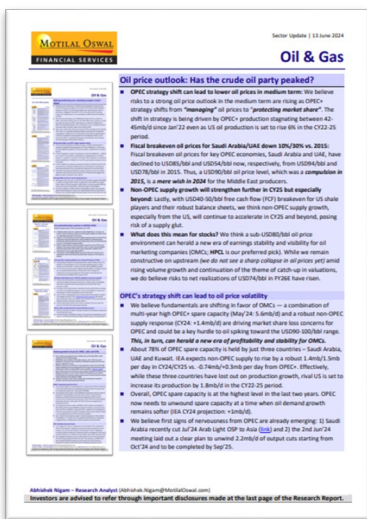 Sector Update | 13 June 2024
MOTILAL OSWAL
FINANCIAL SERVICES
Oil & Gas
Oil price outlook: Has the crude oil party peaked?
OPEC strategy shift can lead to lower oil prices in medium term: We believe
risks to a strong oil price outlook in the medium term are rising as OPEC+
strategy shifts from "managing" oil prices to "protecting market share". The
shift in strategy is being driven by OPEC+ production stagnating between 42-
45mb/d since Jan'22 even as US oil production is set to rise 6% in the CY22-25
period.
Fiscal breakeven oil prices for Saudi Arabia/UAE down 10%/30% vs. 2015:
Fiscal breakeven oil prices for key OPEC economies, Saudi Arabia and UAE, have
declined to USD85/bbl and USD54/bbl now, respectively, from USD94/bbl and
USD78/bbl in 2015. Thus, a USD90/bbl oil price level, which was a compulsion in
2015, is a mere wish in 2024 for the Middle East producers.
Non-OPEC supply growth will strengthen further in CY25 but especially
beyond: Lastly, with USD40-50/bbl free cash flow (FCF) breakeven for US shale
players and their robust balance sheets, we think non-OPEC supply growth,
especially from the US, will continue to accelerate in CY25 and beyond, posing
risk of a supply glut.
What does this mean for stocks? We think a sub-USD80/bbl oil price
environment can herald a new era of earnings stability and visibility for oil
marketing companies (OMCs; HPCL is our preferred pick). While we remain
constructive on upstream (we do not see a sharp collapse in oil prices yet) amid
rising volume growth and continuation of the theme of catch-up in valuations,
we do believe risks to net realizations of USD74/bbl in FY26E have risen.
OPEC's strategy shift can lead to oil price volatility
We believe fundamentals are shifting in favor of OMCs — a combination of
multi-year high OPEC+ spare capacity (May'24: 5.6mb/d) and a robust non-OPEC
supply response (CY24: +1.4mb/d) are driving market share loss concerns for
OPEC and could be a key hurdle to oil spiking toward the USD90-100/bbl range.
This, in turn, can herald a new era of profitability and stability for OMCs.
About 78% of OPEC spare capacity is held by just three countries – Saudi Arabia,
UAE and Kuwait. IEA expects non-OPEC supply to rise by a robust 1.4mb/1.5mb
per day in CY24/CY25 vs. -0.74mb/+0.3mb per day from OPEC+. Effectively,
while these three countries have lost out on production growth, rival US is set to
increase its production by 1.8mb/d in the CY22-25 period.
Overall, OPEC spare capacity is at the highest level in the last two years. OPEC
now needs to unwound spare capacity at a time when oil demand growth
remains softer (IEA CY24 projection: +1mb/d).
We believe first signs of nervousness from OPEC are already emerging: 1) Saudi
Arabia recently cut Jul'24 Arab Light OSP to Asia (link) and 2) the 2nd Jun'24
meeting laid out a clear plan to unwind 2.2mb/d of output cuts starting from
Oct'24 and to be completed by Sep'25.
Abhishek Nigam – Research Analyst (Abhishek.Nigam@MotilalOswal.com)
Investors are advised to refer through important disclosures made at the last page of the Research Report.